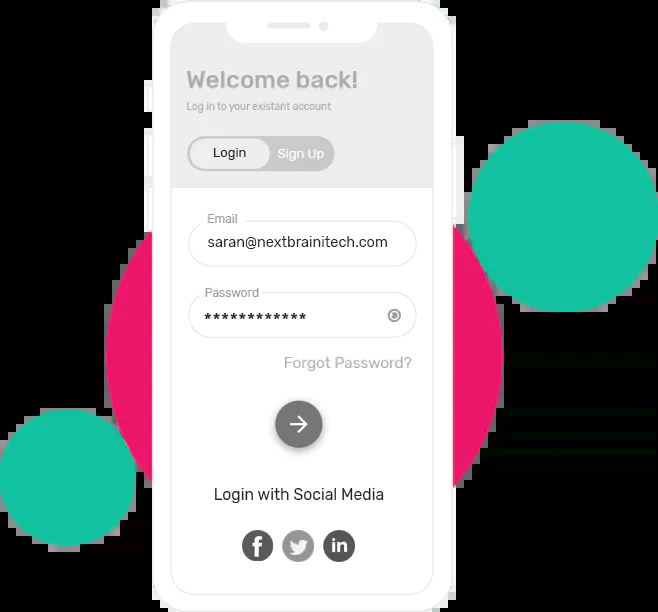 Welcome back!
Log in to your existant account
Login
Sign Up
Email
saran@nextbrainitech.com
Password
************
Forgot Password?
Login with Social Media
f
in